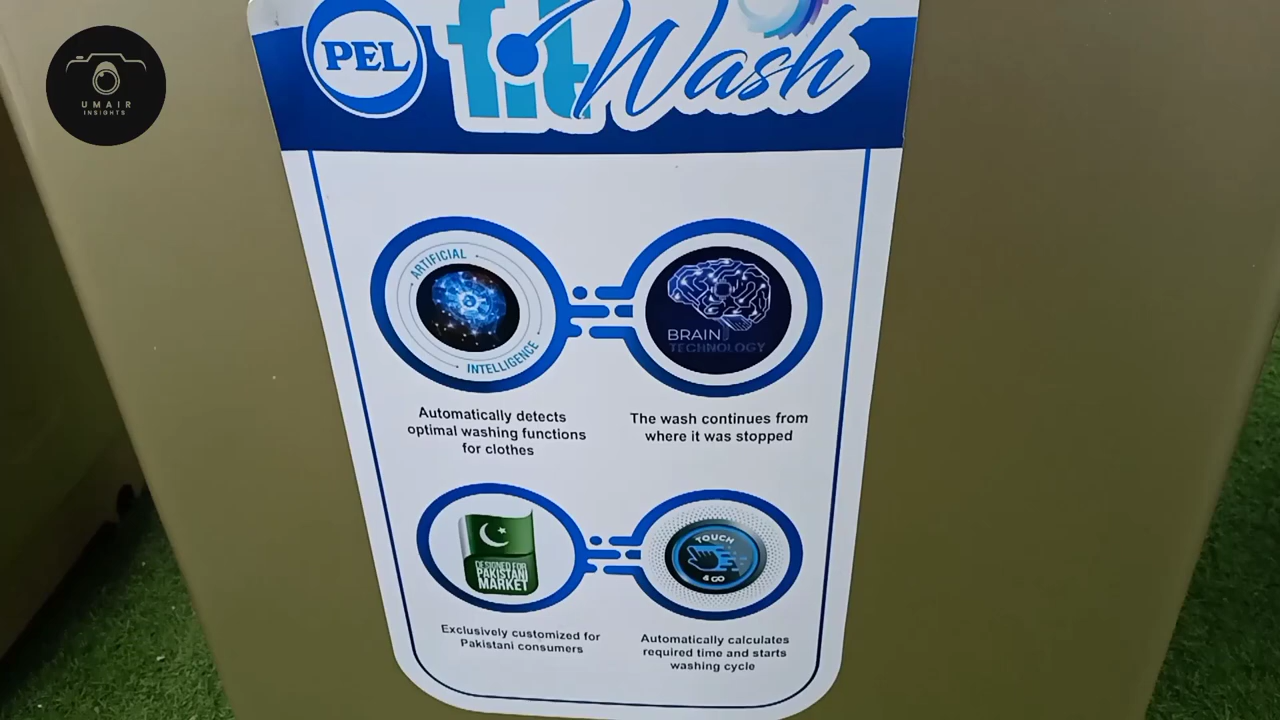 UMAIR
INSIGHTS
PEL
fit Wash
ARTIFICIAL
INTELLIGENCE
BRAIN
TECHNOLOGY
Automatically detects
optimal washing functions
for clothes
The wash continues from
where it was stopped
DESIGNED FOR
PAKISTANI
MARKET
TOUCH
4 GO
Exclusively customized for
Pakistani consumers
Automatically calculates
required time and starts
washing cycle